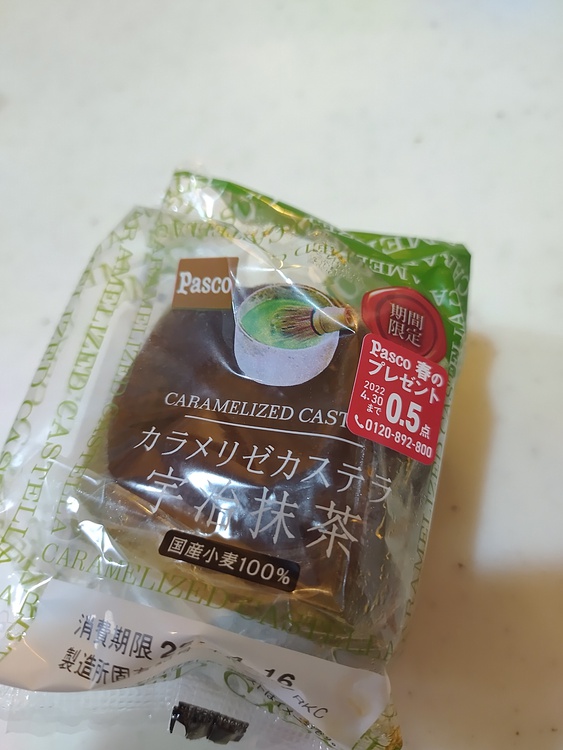 Pasco
期間
限定
Pasco 春の
プレゼント
2022
4.30
まで
0.5点
0120-892-800
CARAMELIZED CAST
カラメリゼカステラ
宇治抹茶
国産小麦100%
CARAMELIZED CASTELLA
消費期限
16
製造所固